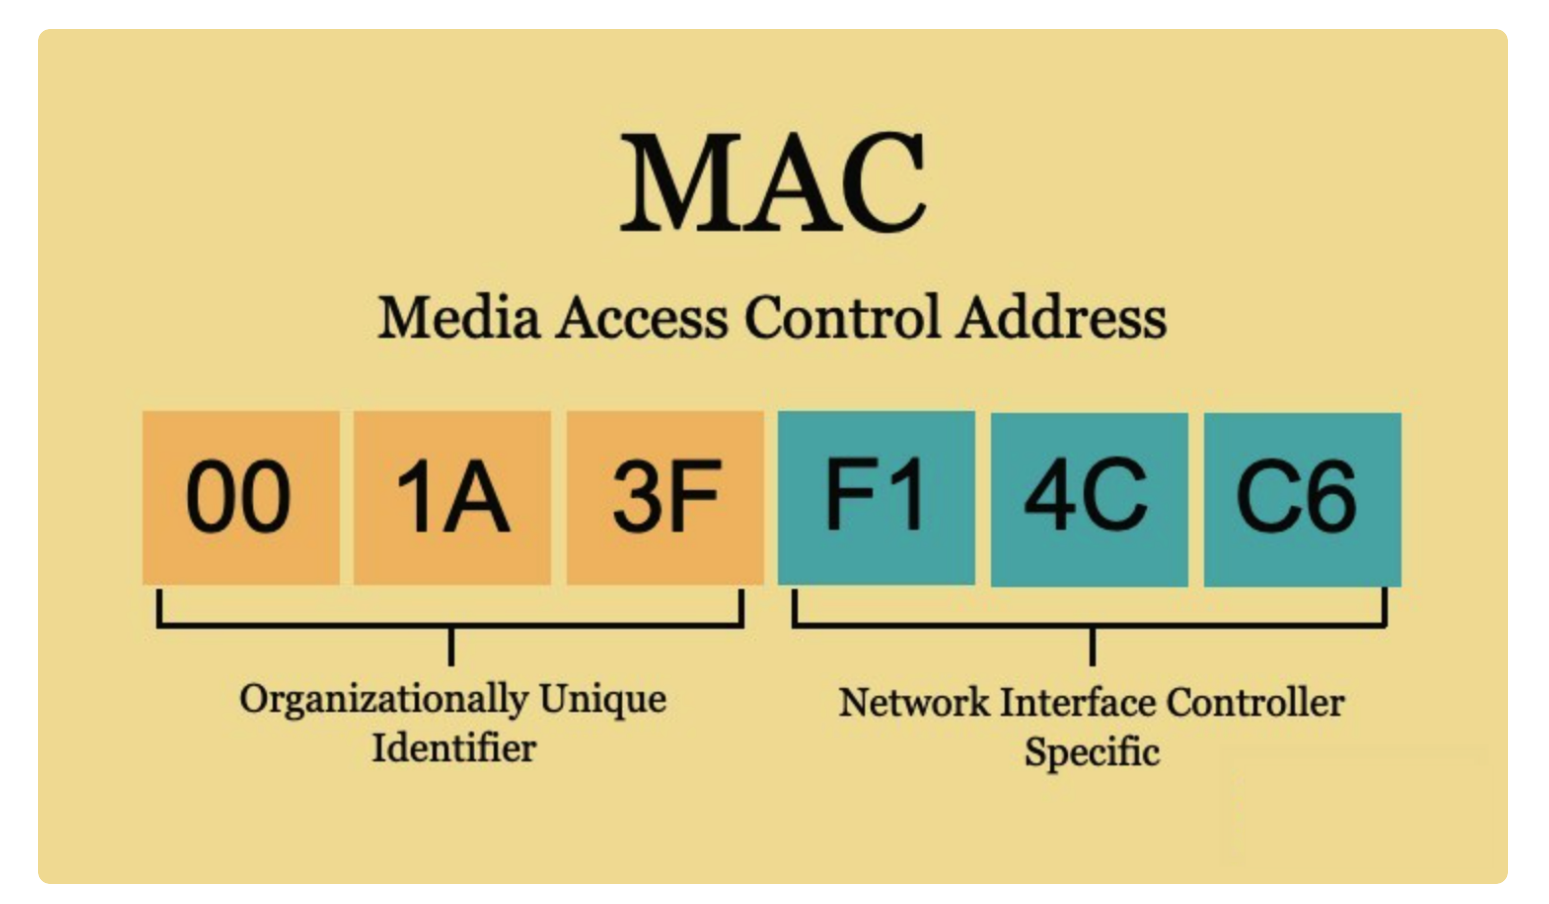 MAC
Media Access Control Address
00 1A 3F F1 4C C6
Organizationally Unique
Identifier
Network Interface Controller
Specific